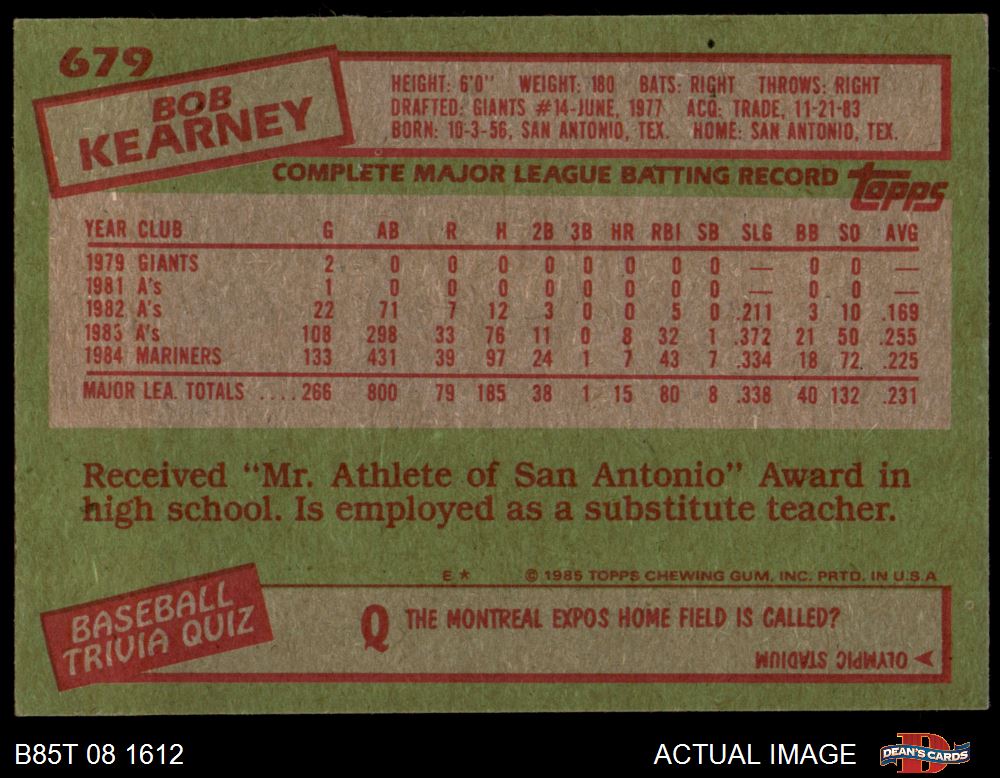 679
BOB
KEARNEY
HEIGHT: 6'0" WEIGHT: 180 BATS: RIGHT THROWS: RIGHT
DRAFTED: GIANTS #14-JUNE, 1977 ACQ: TRADE, 11-21-83
BORN: 10-3-56, SAN ANTONIO, TEX. HOME: SAN ANTONIO, TEX.
COMPLETE MAJOR LEAGUE BATTING RECORD topps
YEAR CLUB G AB R H 2B 3B HR RBI SB SLG BB SO AVG
1979 GIANTS 2 0 0 0 0 0 0 0 0 — 0 0 —
1981 A's 1 0 0 0 0 0 0 0 0 — 0 0 —
1982 A's 22 71 7 12 3 0 0 5 0 .211 3 10 .169
1983 A's 108 298 33 76 11 0 8 32 1 .372 21 50 .255
1984 MARINERS 133 431 39 97 24 1 7 43 7 .334 18 72 .225
MAJOR LEA. TOTALS .... 266 800 79 185 38 1 15 80 8 .338 40 132 .231
Received "Mr. Athlete of San Antonio" Award in
high school. Is employed as a substitute teacher.
E * © 1985 TOPPS CHEWING GUM, INC. PRTD. IN U.S.A.
BASEBALL
TRIVIA QUIZ
Q THE MONTREAL EXPOS HOME FIELD IS CALLED?
OLYMPIC STADIUM
B85T 08 1612 ACTUAL IMAGE D DEAN'S CARDS